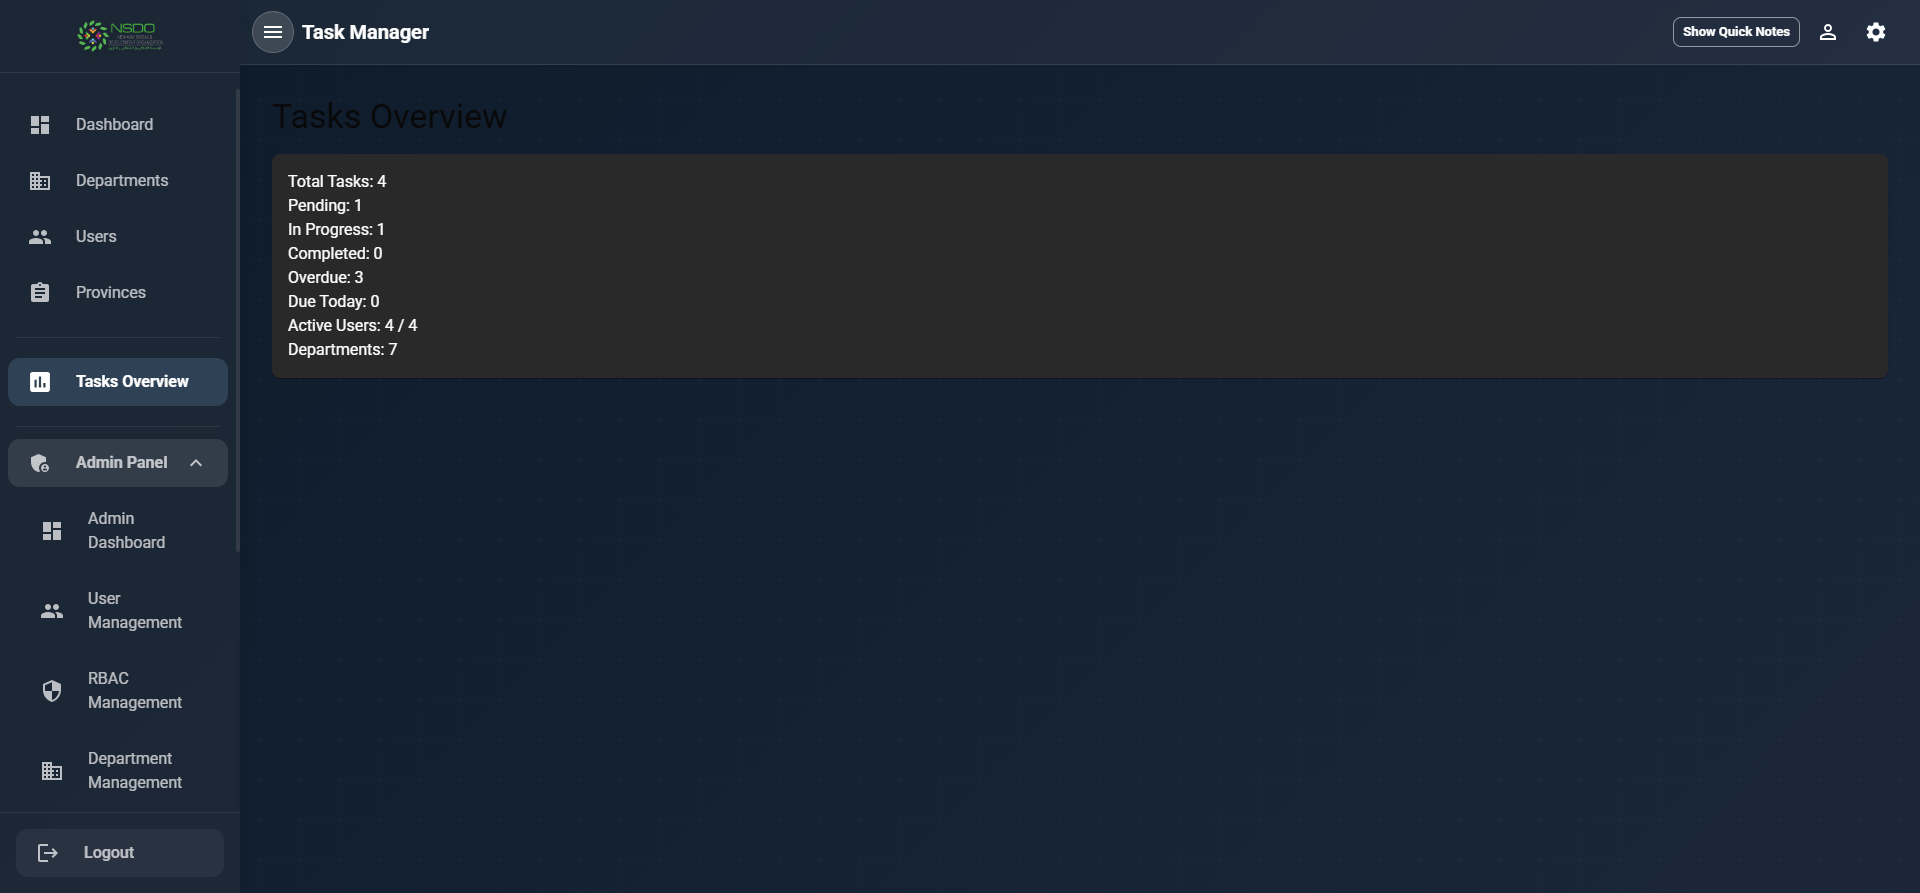 NSDO
Task Manager
Show Quick Notes
Dashboard
Departments
Users
Provinces
Tasks Overview
Admin Panel
Admin
Dashboard
User
Management
RBAC
Management
Department
Management
Logout
Tasks Overview
Total Tasks: 4
Pending: 1
In Progress: 1
Completed: 0
Overdue: 3
Due Today: 0
Active Users: 4 / 4
Departments: 7